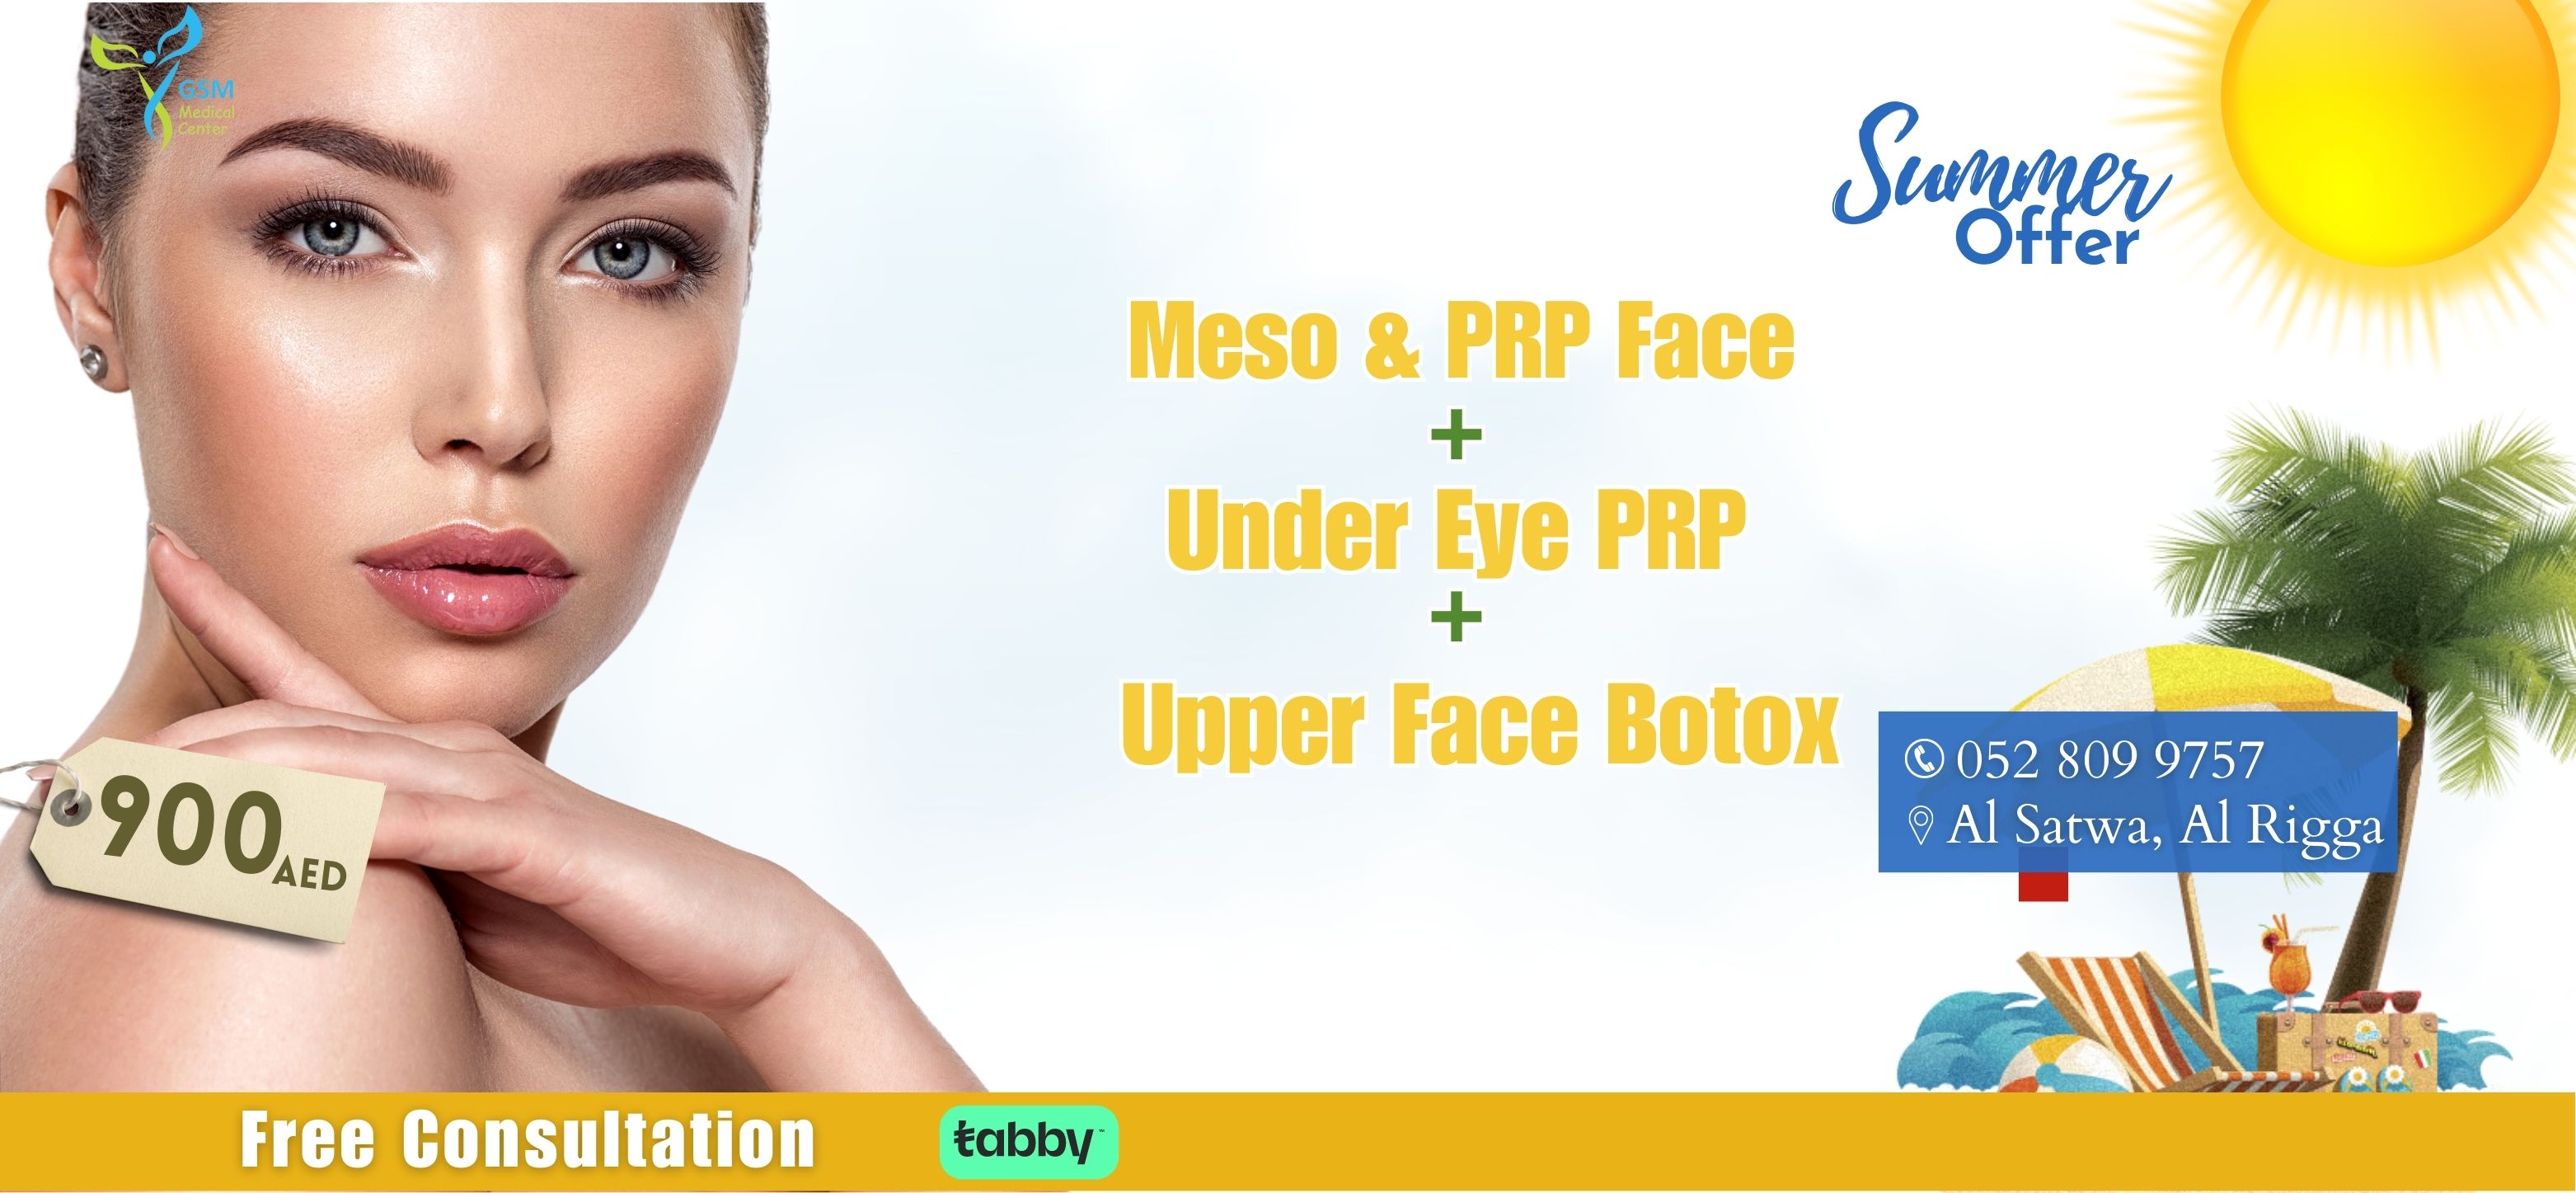 GSM
Medical
Center
Summer
Offer
Meso & PRP Face
+
Under Eye PRP
+
Upper Face Botox
052 809 9757
Al Satwa, Al Rigga
900 AED
Free Consultation
tabby